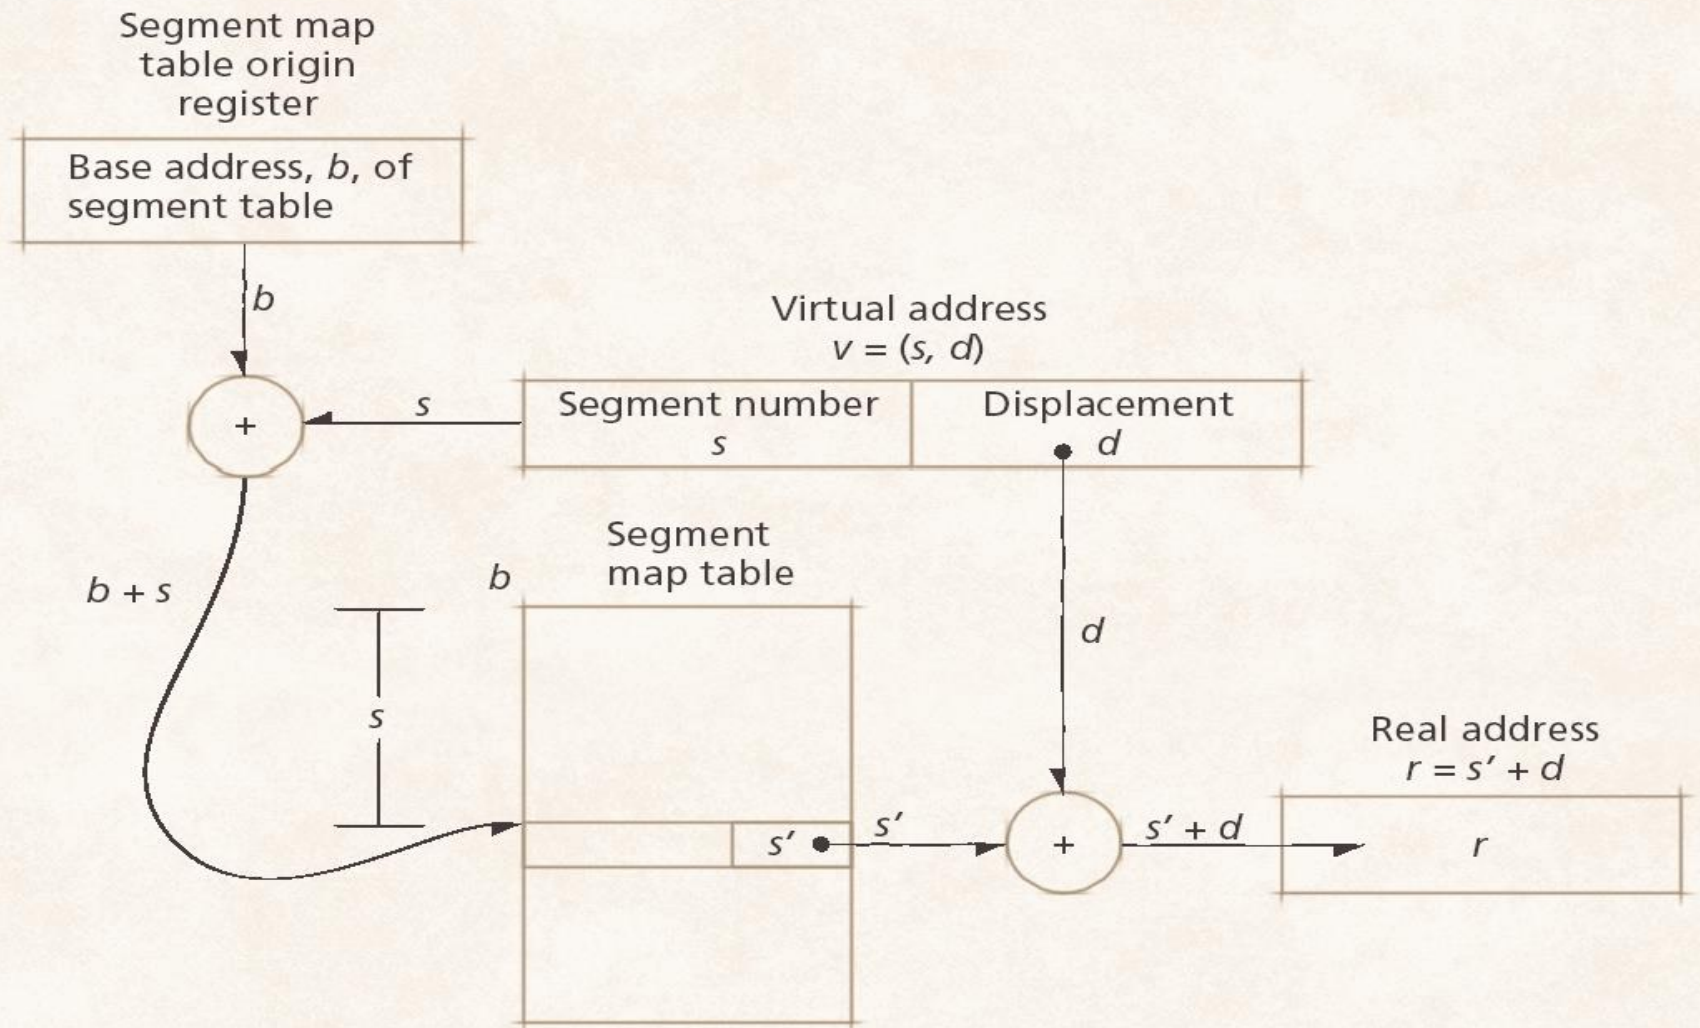 Segment map
table origin
register
Base address, b, of
segment table
b
Virtual address
v = (s, d)
s
Segment number
s
Displacement
d
+
Segment
map table
b
b + s
s
d
Real address
r = s′ + d
s′
s′
+
s′ + d
r